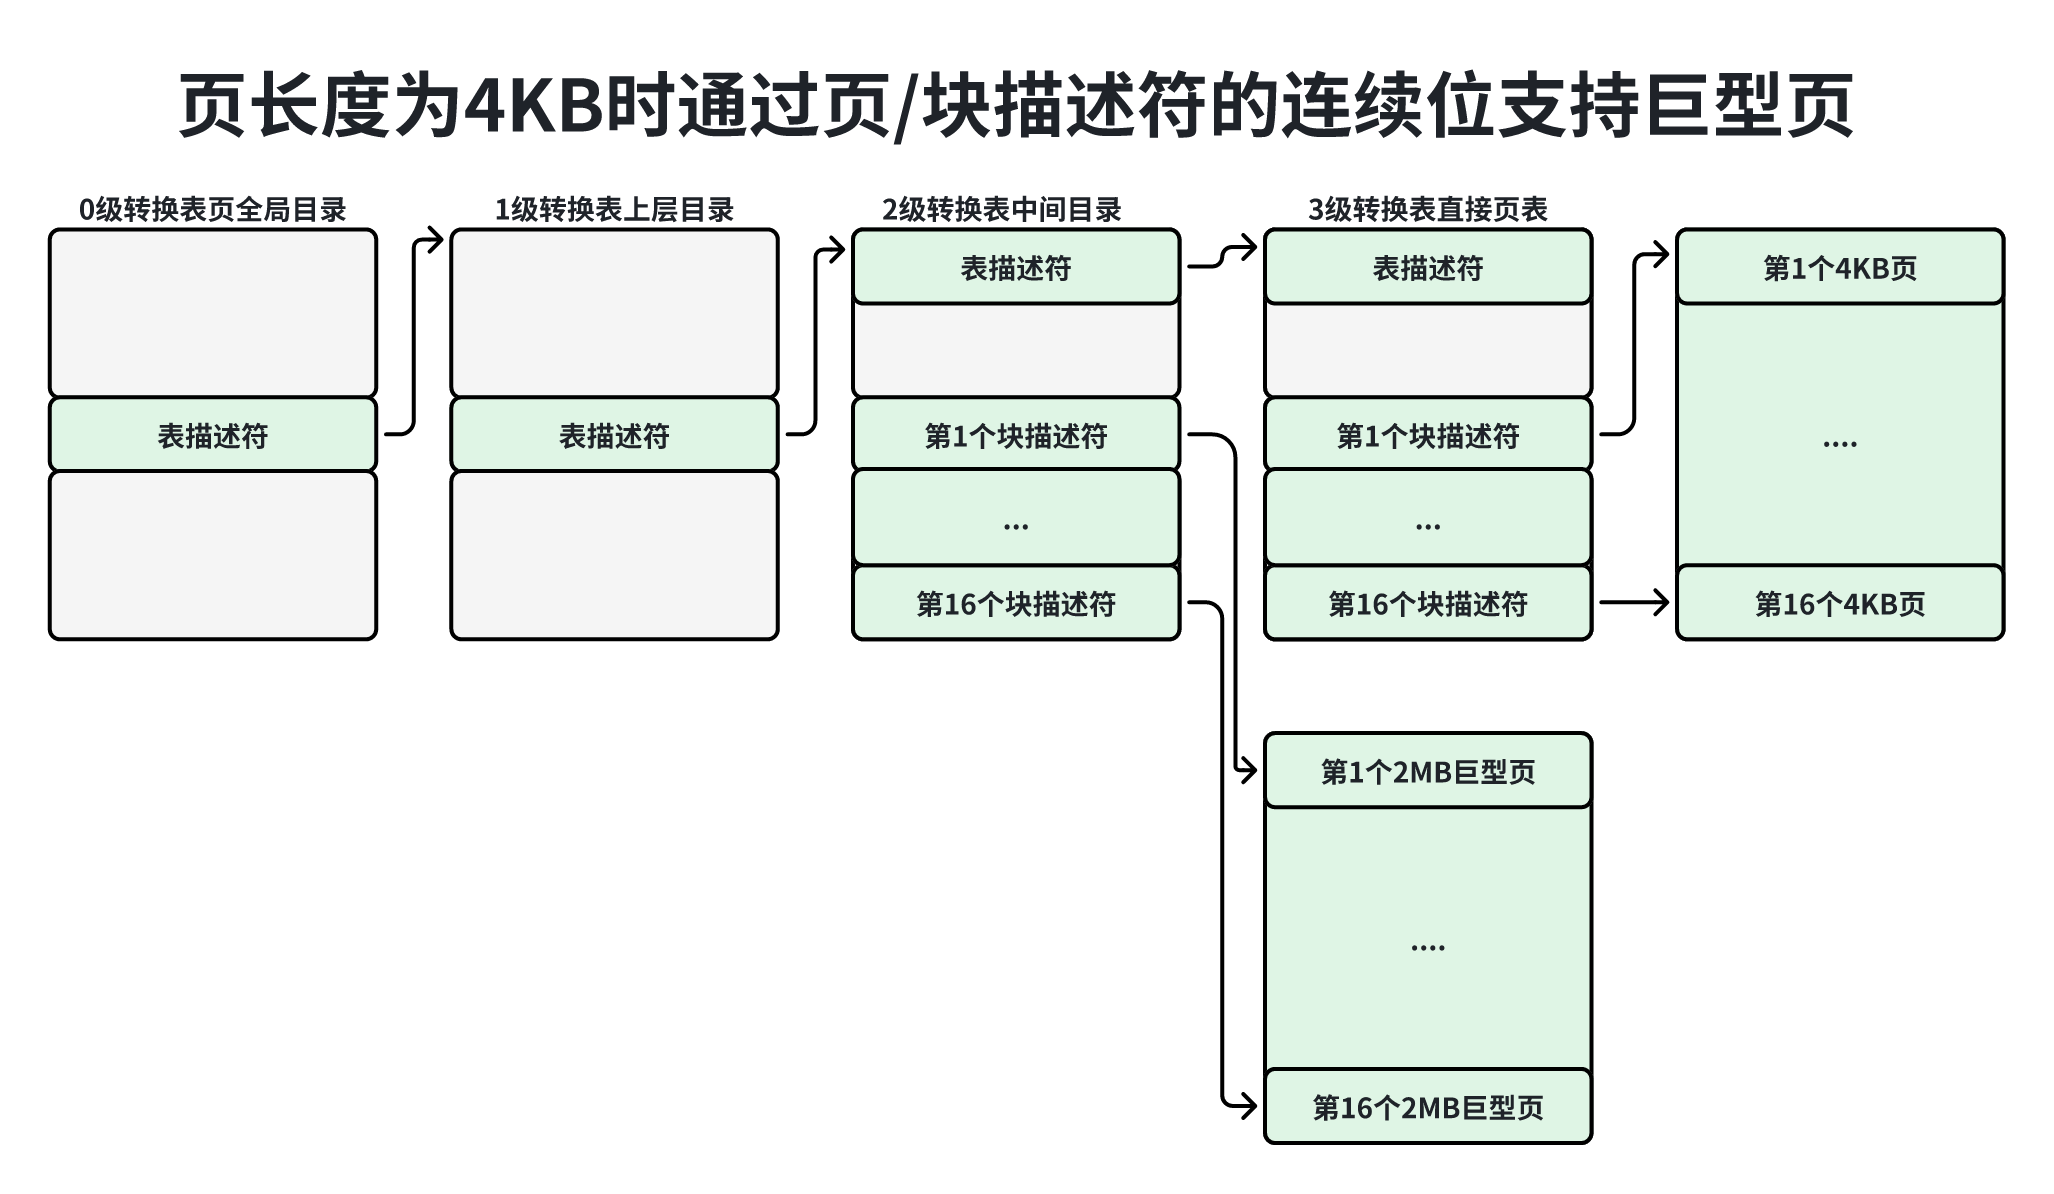 页长度为4KB时通过页/块描述符的连续位支持巨型页
0级转换表页全局目录
表描述符
1级转换表上层目录
表描述符
2级转换表中间目录
表描述符
第1个块描述符
...
第16个块描述符
3级转换表直接页表
表描述符
第1个块描述符
...
第16个块描述符
第1个4KB页
....
第16个4KB页
第1个2MB巨型页
....
第16个2MB巨型页